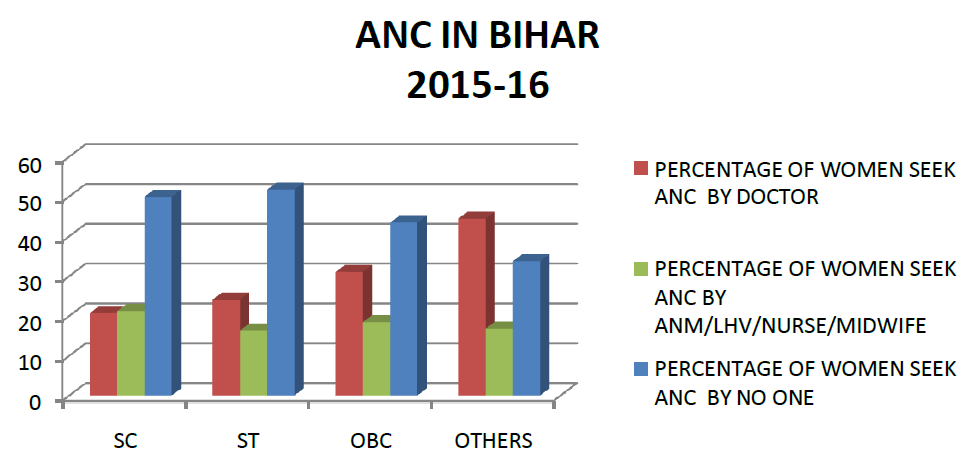 ANC IN BIHAR
2015-16
60
50
40
30
20
10
0
SC
ST
OBC
OTHERS
PERCENTAGE OF WOMEN SEEK
ANC BY DOCTOR
PERCENTAGE OF WOMEN SEEK
ANC BY
ANM/LHV/NURSE/MIDWIFE
PERCENTAGE OF WOMEN SEEK
ANC BY NO ONE